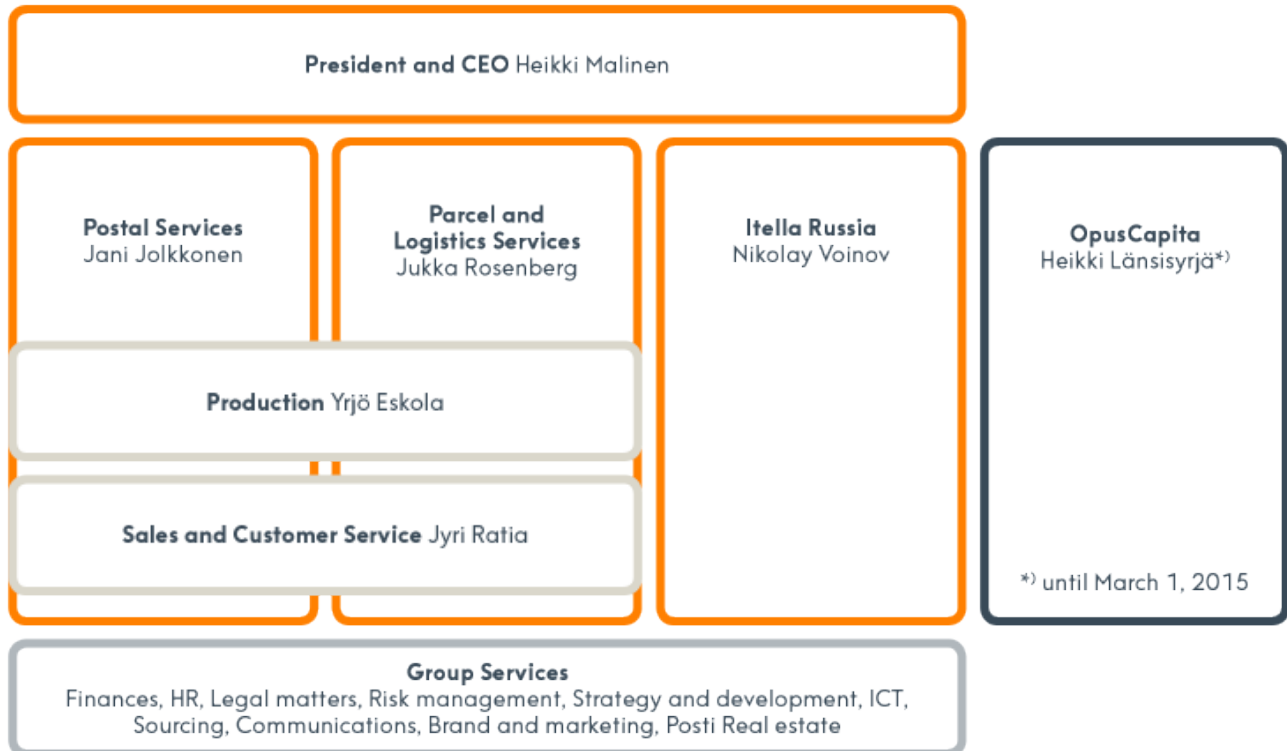 President and CEO Heikki Malinen
Postal Services
Jani Jolkkonen
Parcel and
Logistics Services
Jukka Rosenberg
Itella Russia
Nikolay Voinov
OpusCapita
Heikki Länsisyrjä*)
Production Yrjö Eskola
Sales and Customer Service Jyri Ratia
*) until March 1, 2015
Group Services
Finances, HR, Legal matters, Risk management, Strategy and development, ICT,
Sourcing, Communications, Brand and marketing, Posti Real estate